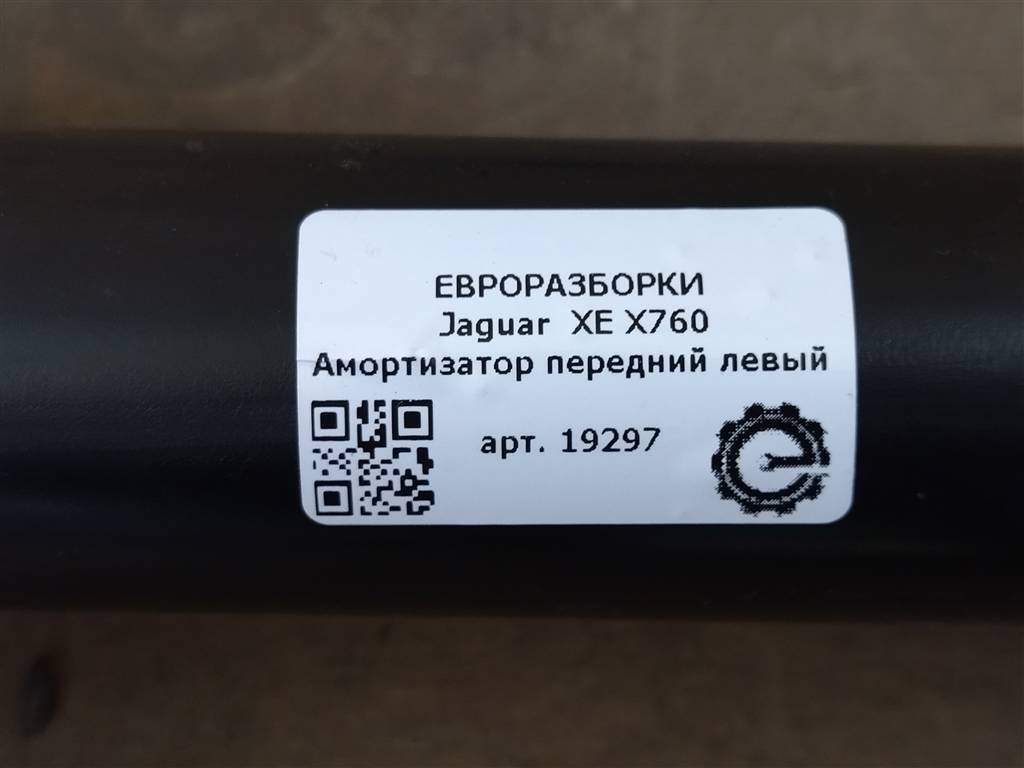 ЕВРОРАЗБОРКИ
Jaguar XE X760
Амортизатор передний левый
арт. 19297